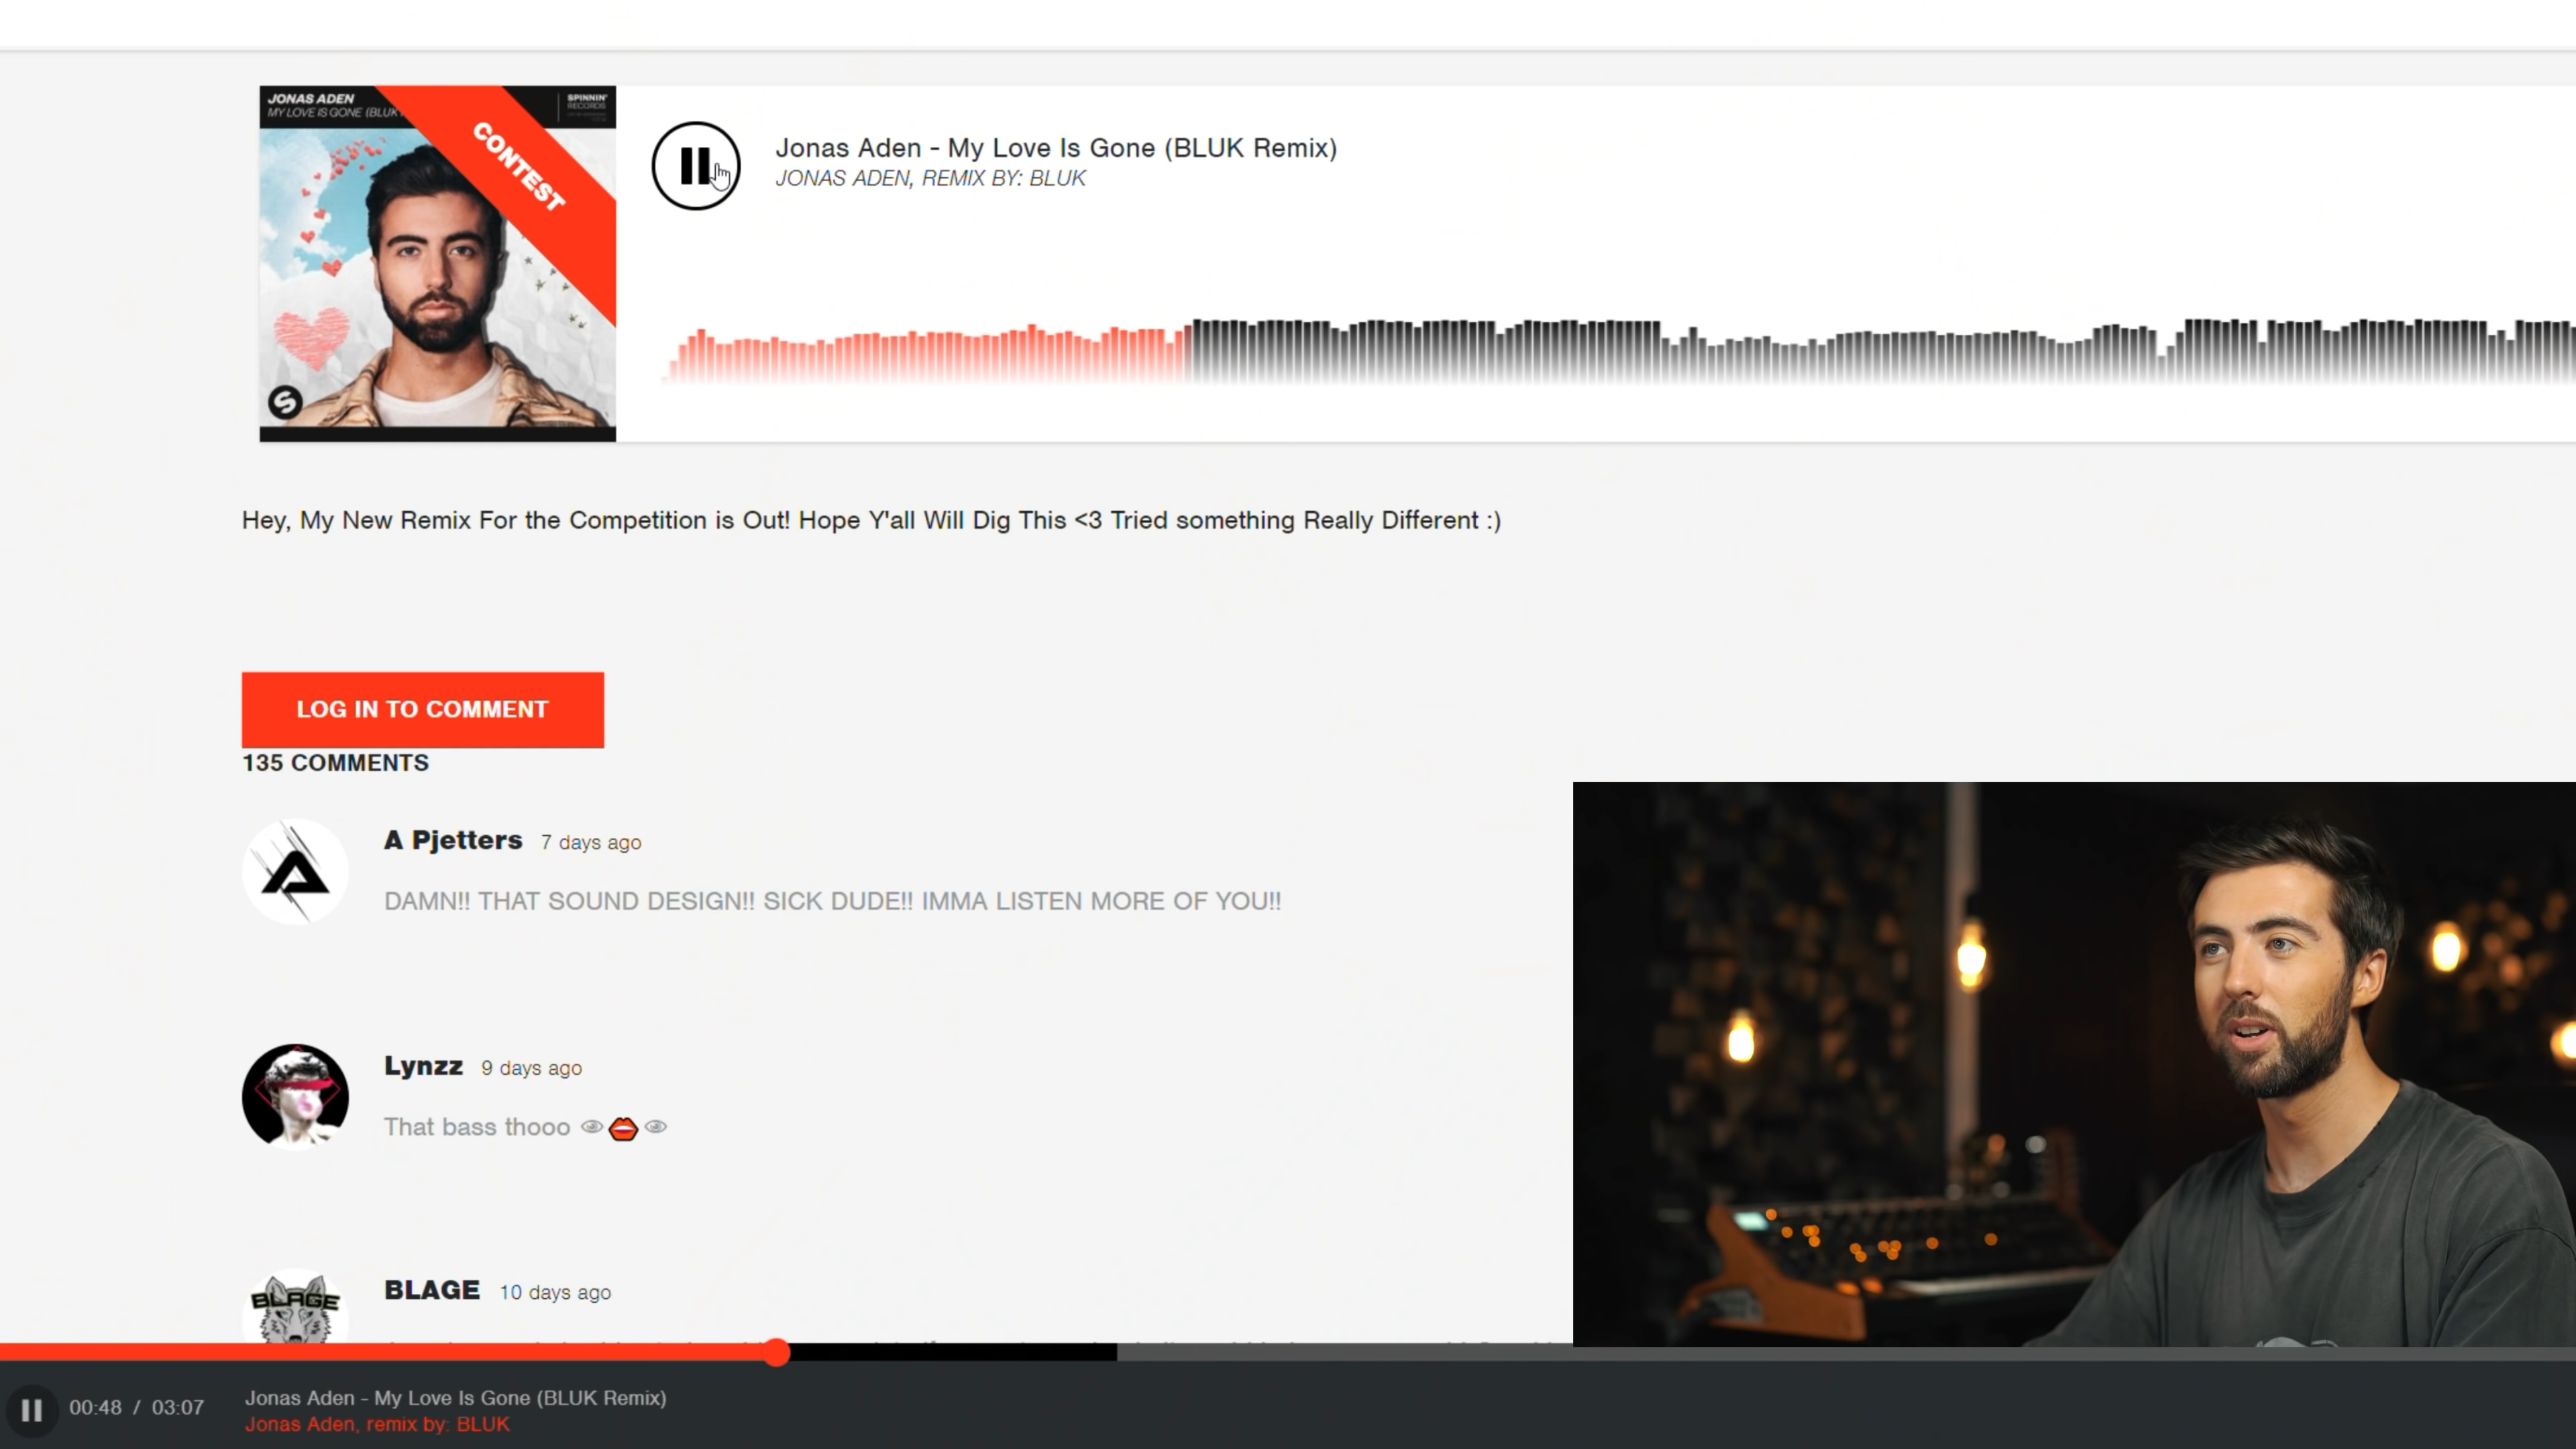 JONAS ADEN
MY LOVE IS GONE (BLUK
SPINNIN'
RECORDS
CONTEST
Jonas Aden - My Love Is Gone (BLUK Remix)
JONAS ADEN, REMIX BY: BLUK
Hey, My New Remix For the Competition is Out! Hope Y'all Will Dig This <3 Tried something Really Different :)
LOG IN TO COMMENT
135 COMMENTS
A Pjetters 7 days ago
DAMN!! THAT SOUND DESIGN!! SICK DUDE!! IMMA LISTEN MORE OF YOU!!
Lynzz 9 days ago
That bass thooo 👁👄👁
BLAGE
BLAGE 10 days ago
00:48 / 03:07
Jonas Aden - My Love Is Gone (BLUK Remix)
Jonas Aden, remix by: BLUK